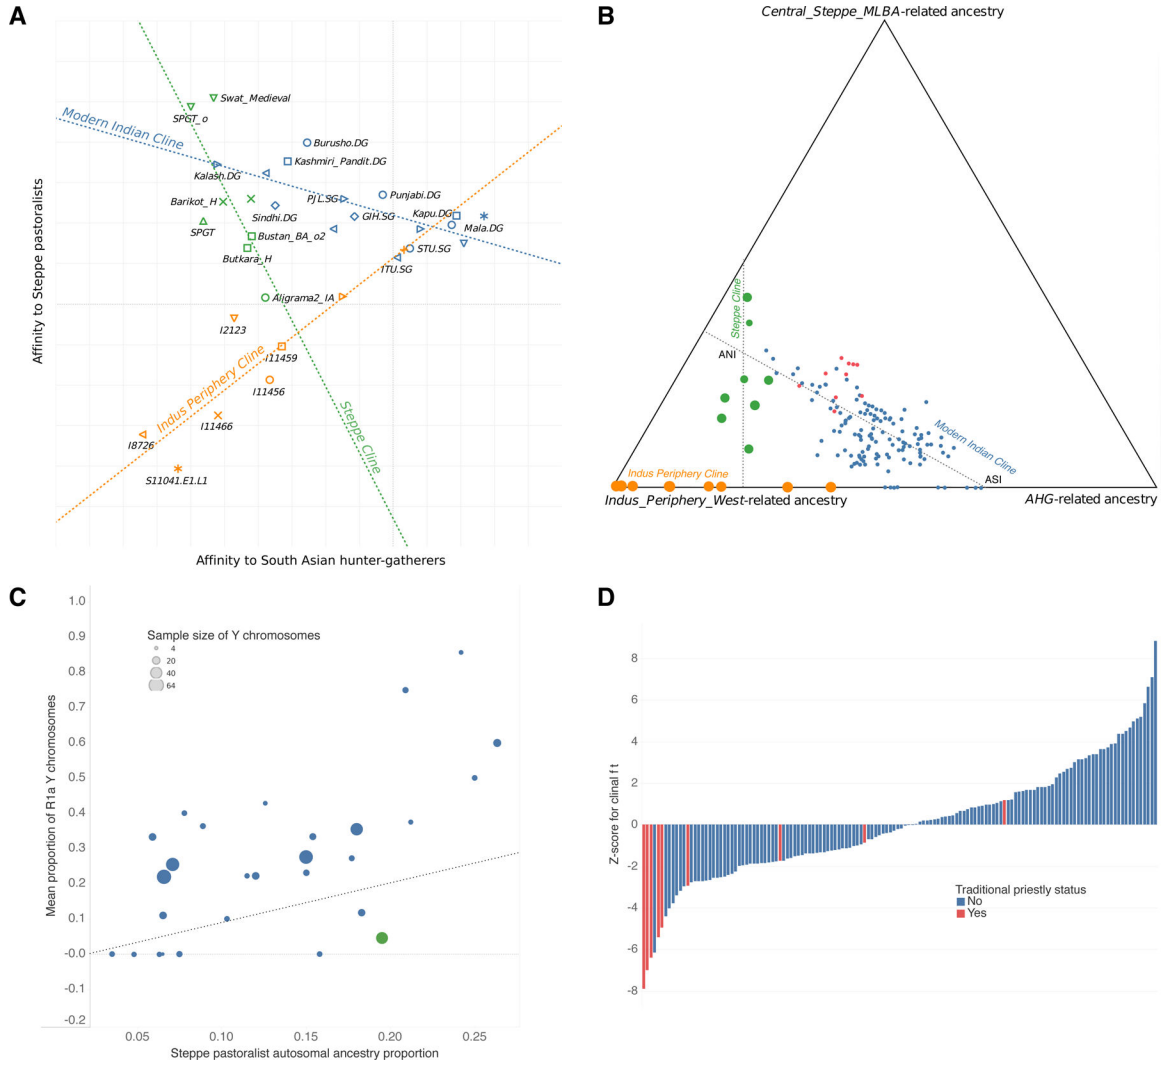 A
Swat_Medieval
SPGT_o
Modern Indian Cline
Burusho.DG
Kashmiri_Pandit.DG
Kalash.DG
PJL.SG
Punjabi.DG
Barikot_H
Sindhi.DG
GIH.SG
Kapu.DG
Mala.DG
SPGT
Bustan_BA_o2
STU.SG
Butkara_H
ITU.SG
Aligrama2_IA
I2123
I11459
Indus Periphery Cline
I11456
I11466
Steppe Cline
I8726
S11041.E1.L1
Affinity to Steppe pastoralists
Affinity to South Asian hunter-gatherers
B
Central_Steppe_MLBA-related ancestry
Steppe Cline
ANI
Modern Indian Cline
Indus Periphery Cline
ASI
Indus_Periphery_West-related ancestry
AHG-related ancestry
C
1.0
0.9
0.8
0.7
0.6
0.5
0.4
0.3
0.2
0.1
-0.0
-0.1
-0.2
Sample size of Y chromosomes
4
20
40
64
Mean proportion of R1a Y chromosomes
0.05 0.10 0.15 0.20 0.25
Steppe pastoralist autosomal ancestry proportion
D
8
6
4
2
0
-2
-4
-6
-8
Z-score for clinal f t
Traditional priestly status
No
Yes